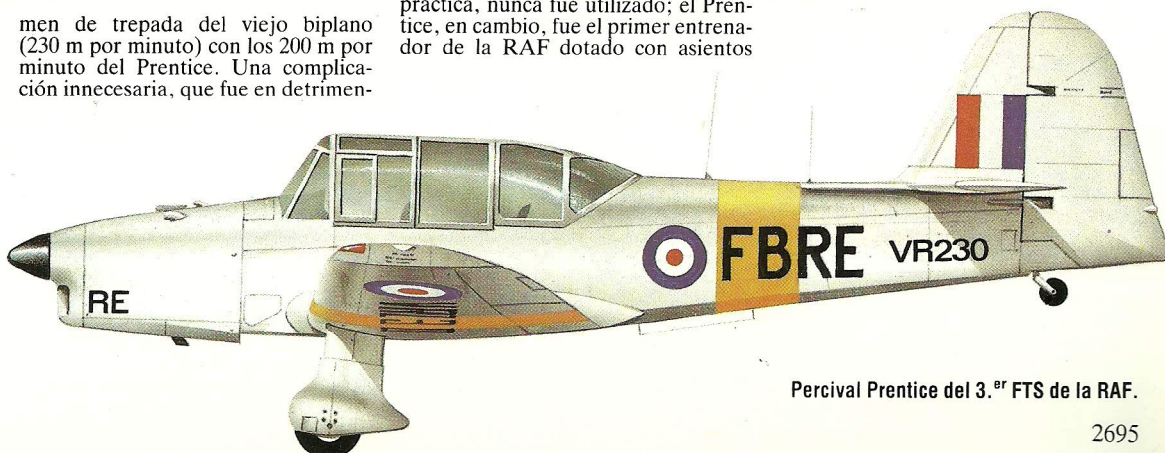 men de trepada del viejo biplano
(230 m por minuto) con los 200 m por
minuto del Prentice. Una complica-
ción innecesaria, que fue en detrimen-
práctica, nunca fue utilizado; el Pren-
tice, en cambio, fue el primer entrena-
dor de la RAF dotado con asientos
RE
FBRE VR230
Percival Prentice del 3.er FTS de la RAF.
2695